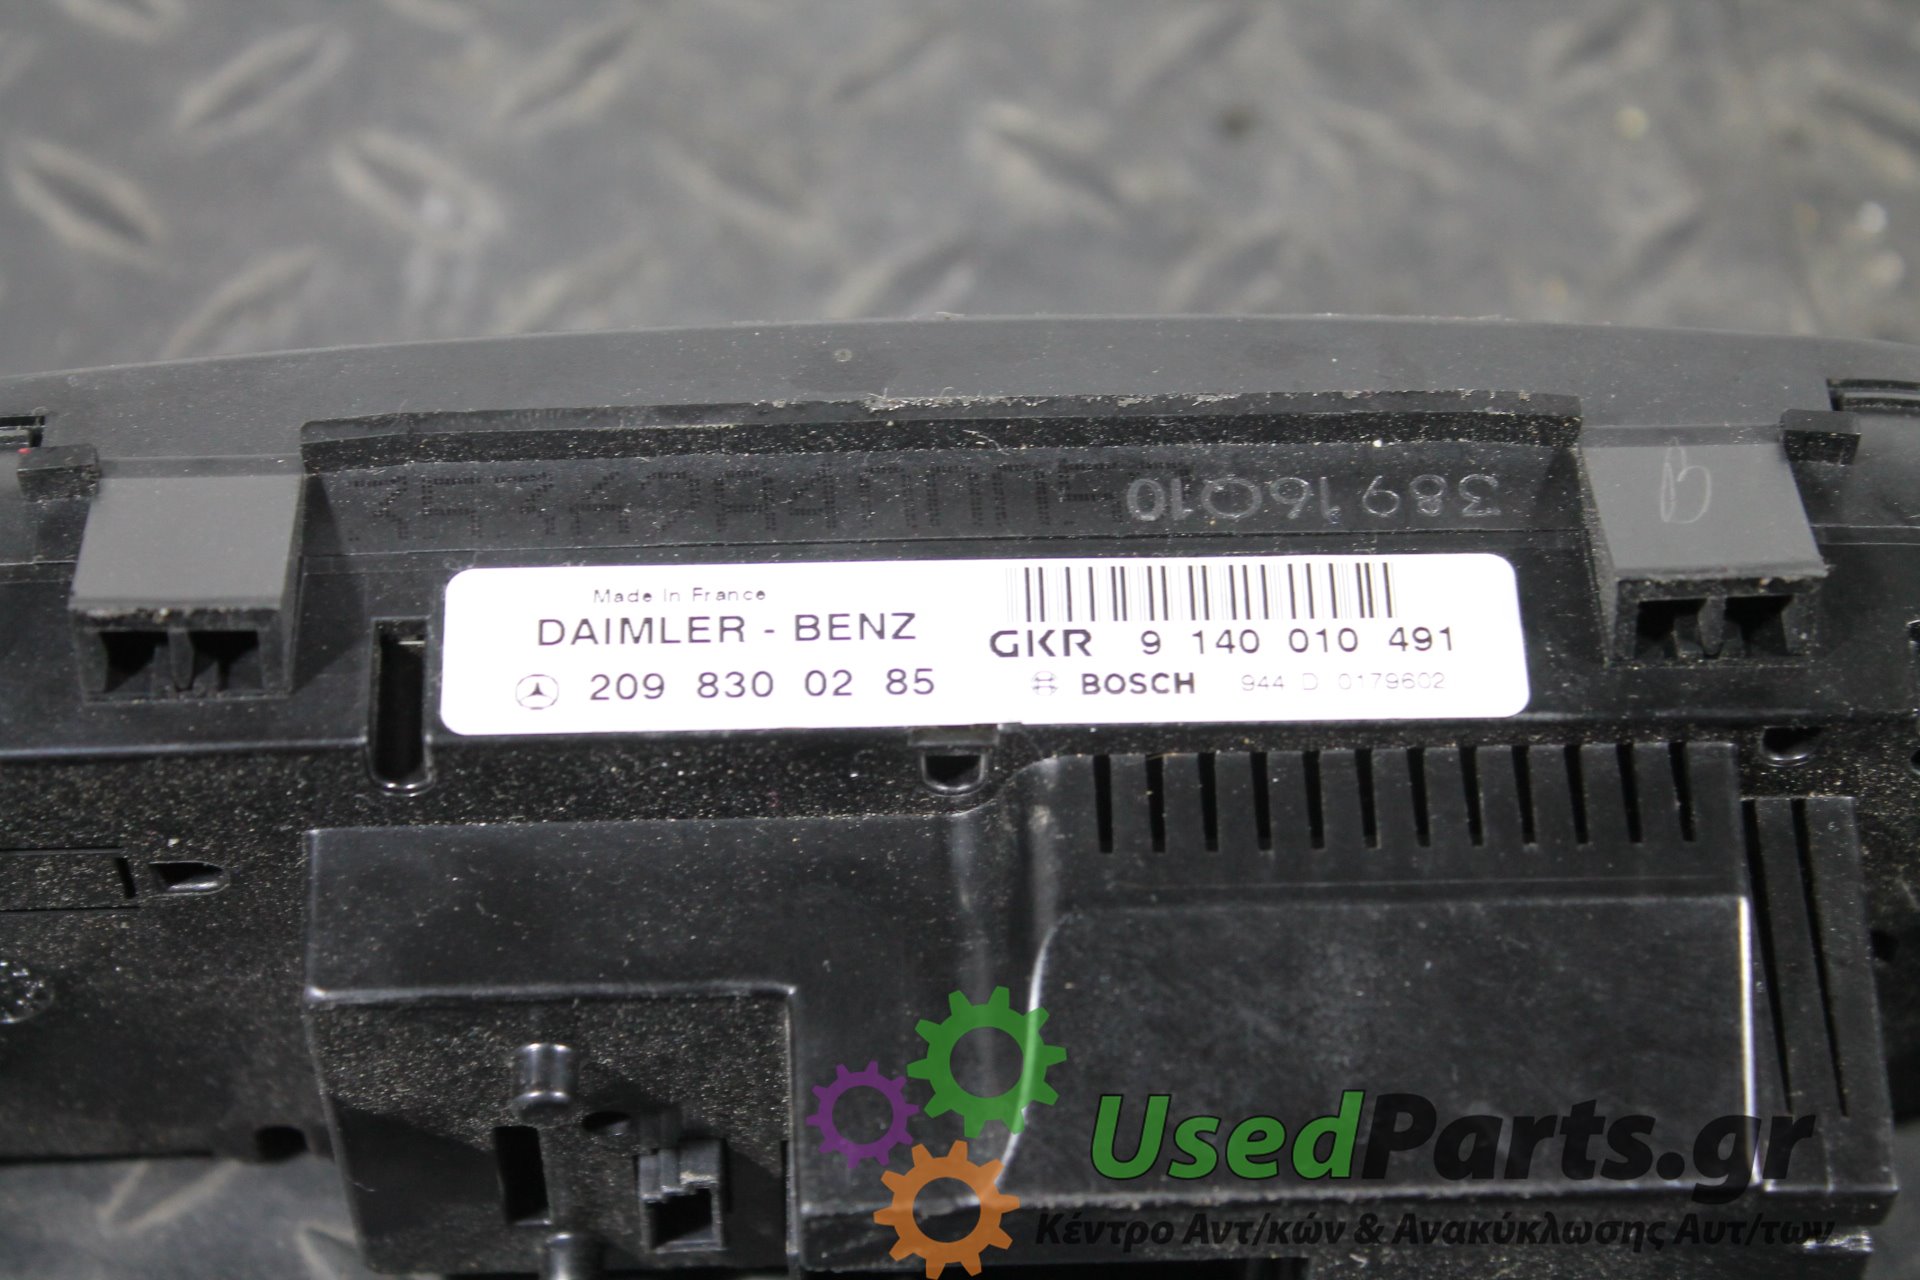 38916Q10
B
Made in France
DAIMLER - BENZ
209 830 02 85
GKR 9 140 010 491
BOSCH 944 D 0179602
UsedParts.gr
Κέντρο Αντ/κών & Ανακύκλωσης Αυτ/των